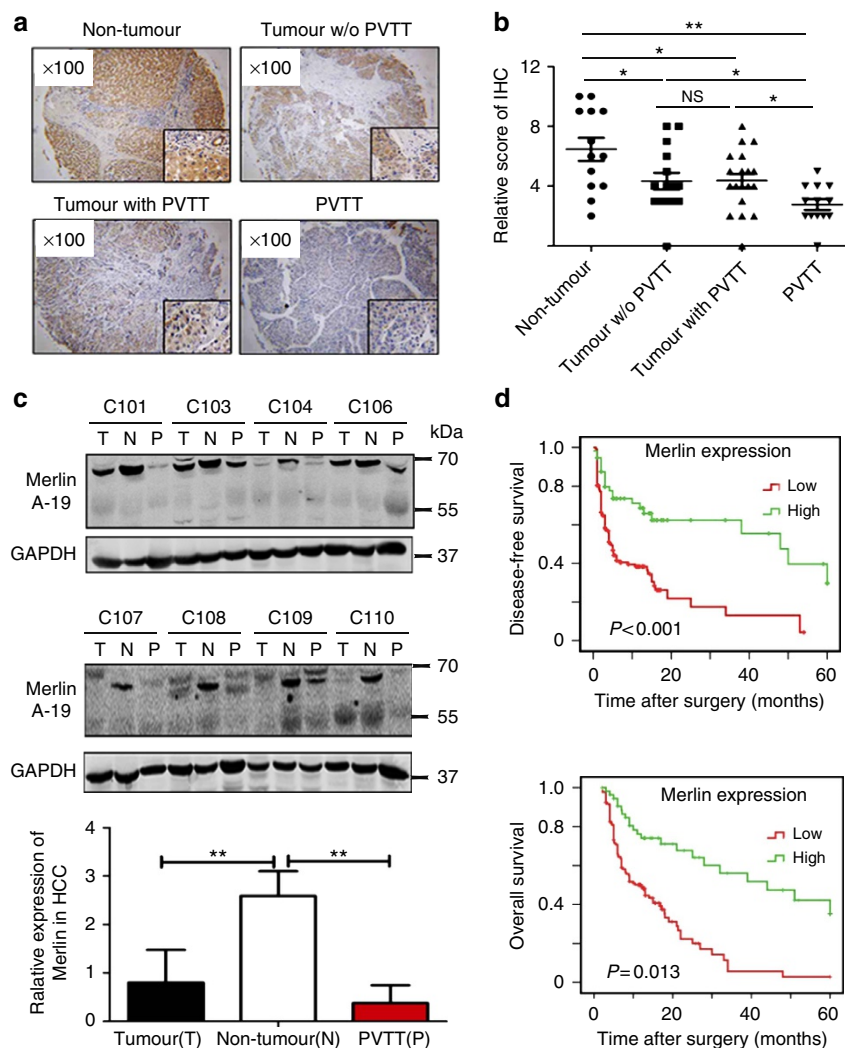 a
Non-tumour
Tumour w/o PVTT
×100
×100
Tumour with PVTT
PVTT
×100
×100
b
**
*
*
*
NS
*
12
8
4
Relative score of IHC
Non-tumour
Tumour w/o PVTT
Tumour with PVTT
PVTT
c
C101 C103 C104 C106
T N P T N P T N P T N P
kDa
Merlin
A-19
70
55
GAPDH
37
C107 C108 C109 C110
T N P T N P T N P T N P
Merlin
A-19
70
55
GAPDH
37
Ralative expression of
Merlin in HCC
4
3
2
1
0
** **
Tumour(T) Non-tumour(N) PVTT(P)
d
Disease-free survival
1.0
0.8
0.4
0
Merlin expression
Low
High
P<0.001
0 20 40 60
Time after surgery (months)
Overall survival
1.0
0.8
0.4
0
Merlin expression
Low
High
P=0.013
0 20 40 60
Time after surgery (months)